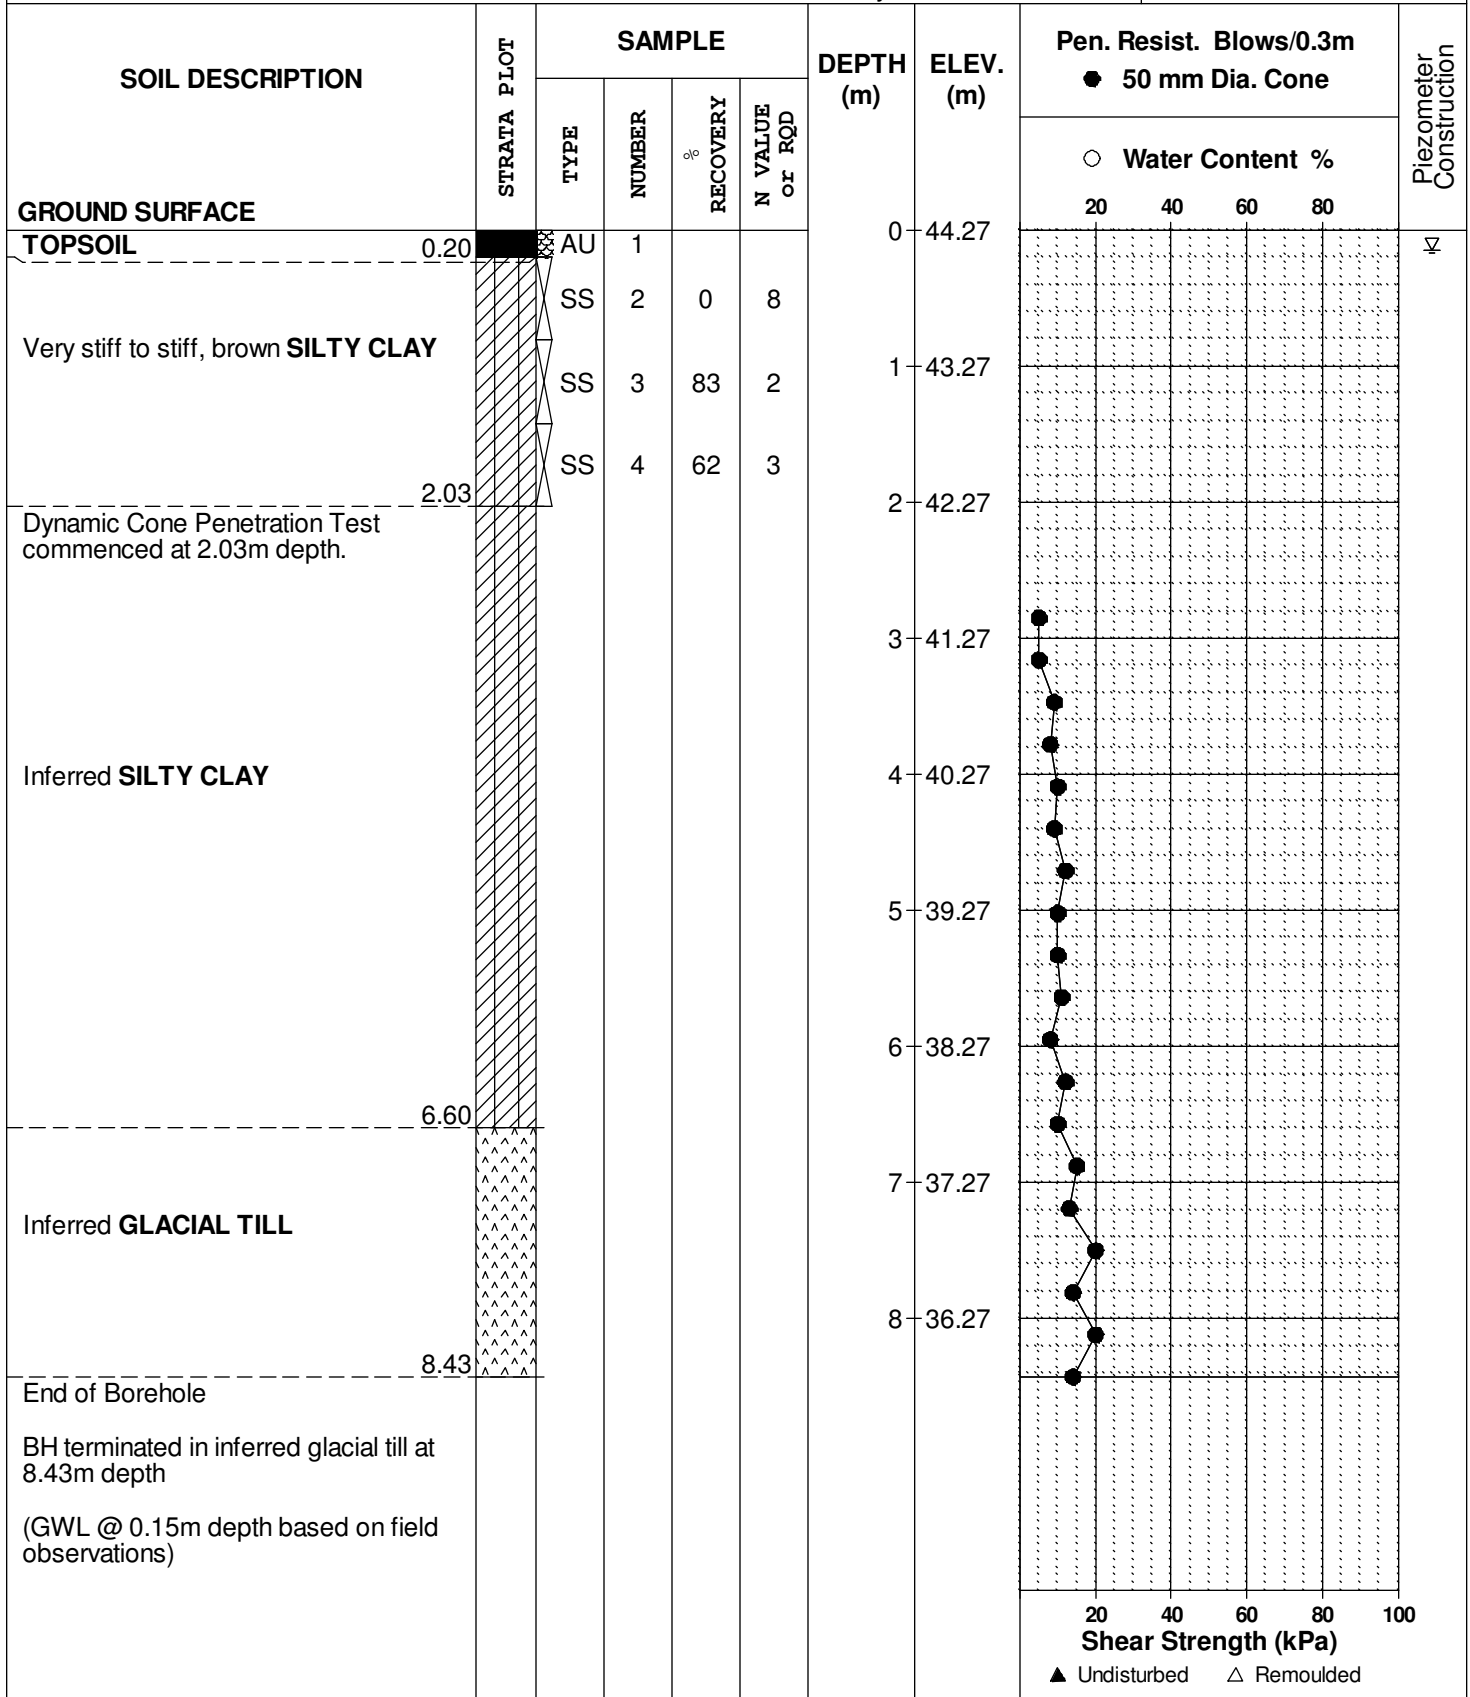 SOIL DESCRIPTION
STRATA PLOT
SAMPLE
TYPE
NUMBER
%
RECOVERY
N VALUE
or RQD
DEPTH
(m)
ELEV.
(m)
Pen. Resist. Blows/0.3m
● 50 mm Dia. Cone
○ Water Content %
20 40 60 80
Piezometer
Construction
GROUND SURFACE
TOPSOIL 0.20 AU 1
0 44.27
SS 2 0 8
Very stiff to stiff, brown SILTY CLAY
1 43.27
SS 3 83 2
SS 4 62 3
2.03
2 42.27
Dynamic Cone Penetration Test
commenced at 2.03m depth.
3 41.27
Inferred SILTY CLAY
4 40.27
5 39.27
6 38.27
6.60
7 37.27
Inferred GLACIAL TILL
8 36.27
8.43
End of Borehole
BH terminated in inferred glacial till at
8.43m depth
(GWL @ 0.15m depth based on field
observations)
20 40 60 80 100
Shear Strength (kPa)
▲ Undisturbed △ Remoulded